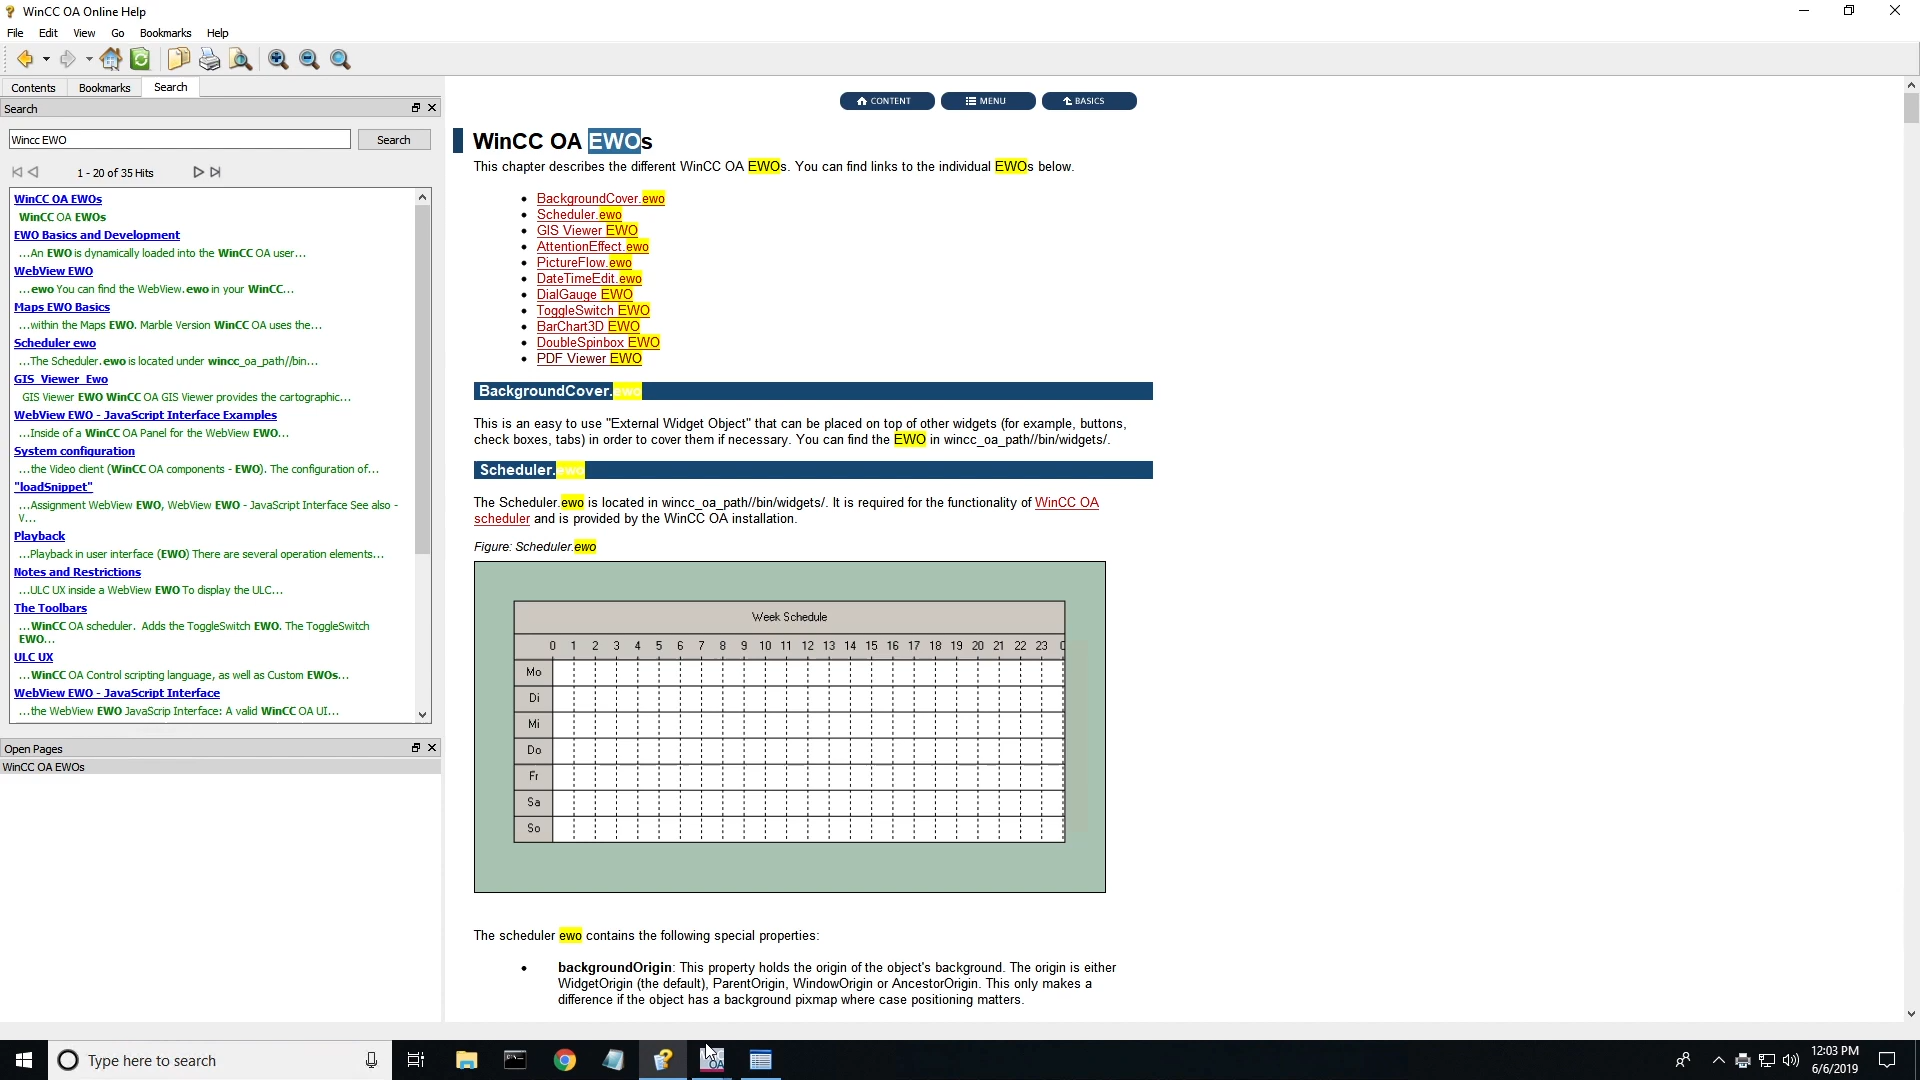 WinCC OA Online Help
File Edit View Go Bookmarks Help
Contents Bookmarks Search
Search
Wincc EWO Search
1 - 20 of 35 Hits
WinCC OA EWOs
WinCC OA EWOs
EWO Basics and Development
...An EWO is dynamically loaded into the WinCC OA user...
WebView EWO
...ewo You can find the WebView.ewo in your WinCC...
Maps EWO Basics
...within the Maps EWO. Marble Version WinCC OA uses the...
Scheduler ewo
...The Scheduler.ewo is located under wincc_oa_path//bin...
GIS_Viewer_Ewo
GIS Viewer EWO WinCC OA GIS Viewer provides the cartographic...
WebView EWO - JavaScript Interface Examples
...Inside of a WinCC OA Panel for the WebView EWO...
System configuration
...the Video client (WinCC OA components - EWO). The configuration of...
"loadSnippet"
...Assignment WebView EWO, WebView EWO - JavaScript Interface See also -
V...
Playback
...Playback in user interface (EWO) There are several operation elements...
Notes and Restrictions
...ULC UX inside a WebView EWO To display the ULC...
The Toolbars
...WinCC OA scheduler. Adds the ToggleSwitch EWO. The ToggleSwitch
EWO...
ULC UX
...WinCC OA Control scripting language, as well as Custom EWOs...
WebView EWO - JavaScript Interface
...the WebView EWO JavaScrip Interface: A valid WinCC OA UI...
Open Pages
WinCC OA EWOs
CONTENT MENU BASICS
WinCC OA EWOs
This chapter describes the different WinCC OA EWOs. You can find links to the individual EWOs below.
• BackgroundCover.ewo
• Scheduler.ewo
• GIS Viewer EWO
• AttentionEffect.ewo
• PictureFlow.ewo
• DateTimeEdit.ewo
• DialGauge EWO
• ToggleSwitch EWO
• BarChart3D EWO
• DoubleSpinbox EWO
• PDF Viewer EWO
BackgroundCover.ewo
This is an easy to use "External Widget Object" that can be placed on top of other widgets (for example, buttons,
check boxes, tabs) in order to cover them if necessary. You can find the EWO in wincc_oa_path//bin/widgets/.
Scheduler.ewo
The Scheduler.ewo is located in wincc_oa_path//bin/widgets/. It is required for the functionality of WinCC OA
scheduler and is provided by the WinCC OA installation.
Figure: Scheduler.ewo
Week Schedule
0 1 2 3 4 5 6 7 8 9 10 11 12 13 14 15 16 17 18 19 20 21 22 23 0
Mo
Di
Mi
Do
Fr
Sa
So
The scheduler ewo contains the following special properties:
• backgroundOrigin: This property holds the origin of the object's background. The origin is either
WidgetOrigin (the default), ParentOrigin, WindowOrigin or AncestorOrigin. This only makes a
difference if the object has a background pixmap where case positioning matters.
Type here to search
OA
12:03 PM
6/6/2019